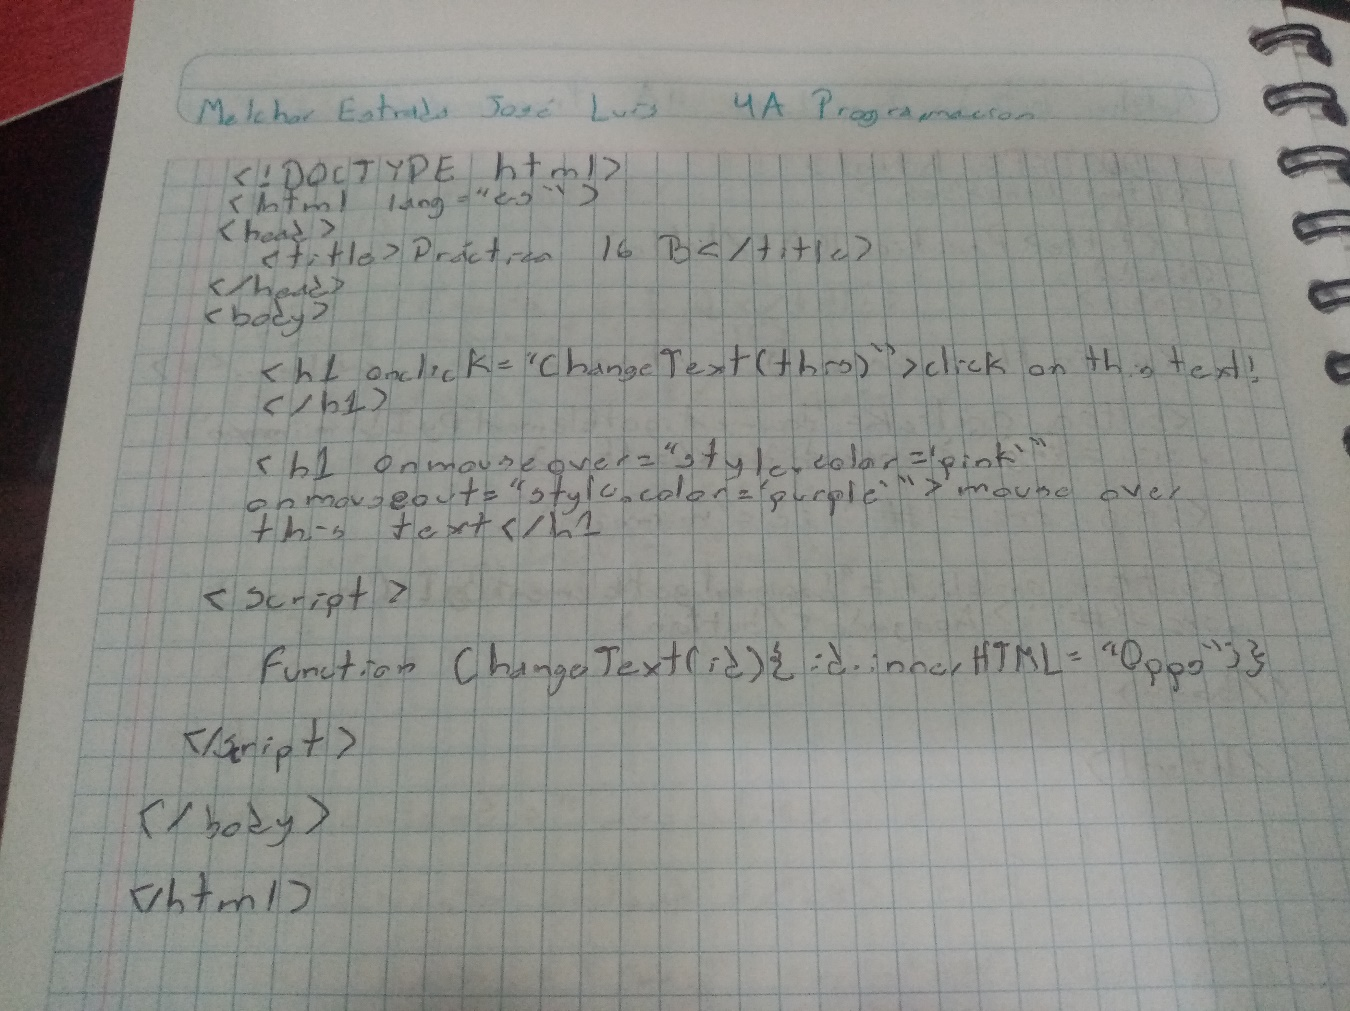 Melchor Estrada José Luis 4A Programacion
<!DOCTYPE html>
<html lang="es">
<head>
<title>Práctica 16 B</title>
</head>
<body>
<h1 onclick="ChangeText(this)">click on this text!
</h1>
<h1 onmouseover="style.color='pink'"
onmouseout="style.color='purple'">mouse over
this text</h1
<script>
Function ChangeText(id){id.innerHTML="Opps";}
</script>
</body>
</html>